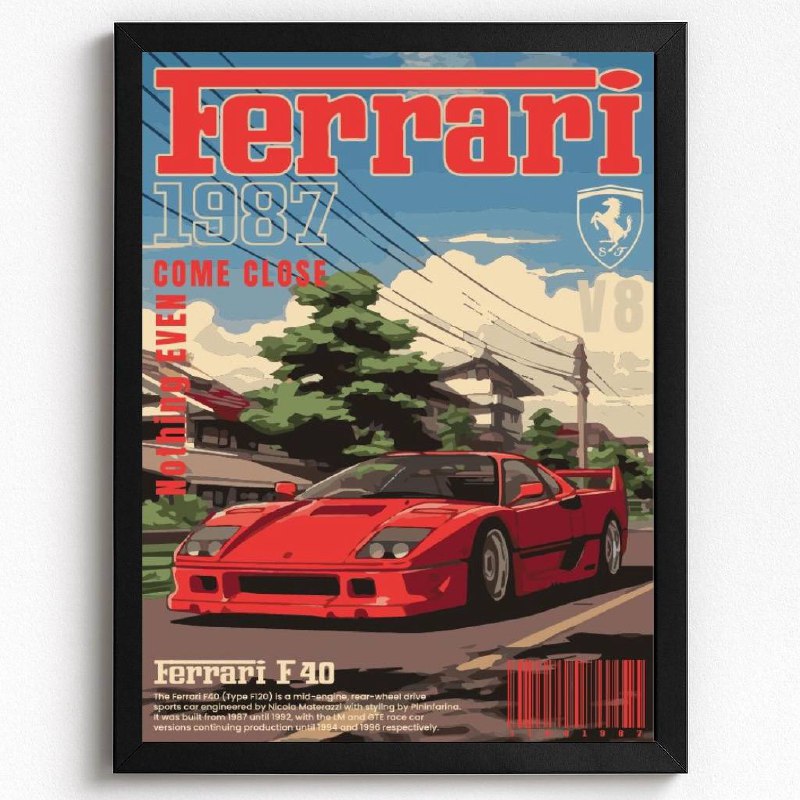 Ferrari
1987
COME CLOSE
Nothing EVEN
S F
V8
Ferrari F 40
The Ferrari F40 (Type F120) is a mid-engine, rear-wheel drive
sports car engineered by Nicola Materazzi with styling by Pininfarina.
It was built from 1987 until 1992, with the LM and GTE race car
versions continuing production until 1994 and 1996 respectively.